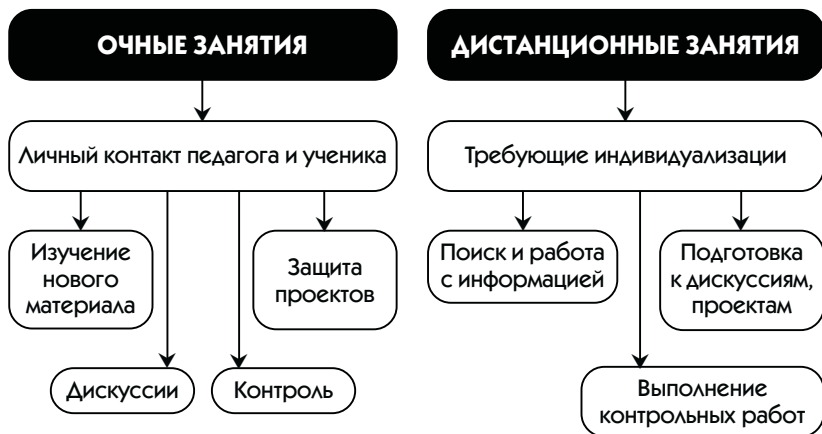 ОЧНЫЕ ЗАНЯТИЯ
Личный контакт педагога и ученика
Изучение
нового
материала
Защита
проектов
Дискуссии
Контроль
ДИСТАНЦИОННЫЕ ЗАНЯТИЯ
Требующие индивидуализации
Поиск и работа
с информацией
Подготовка
к дискуссиям,
проектам
Выполнение
контрольных работ